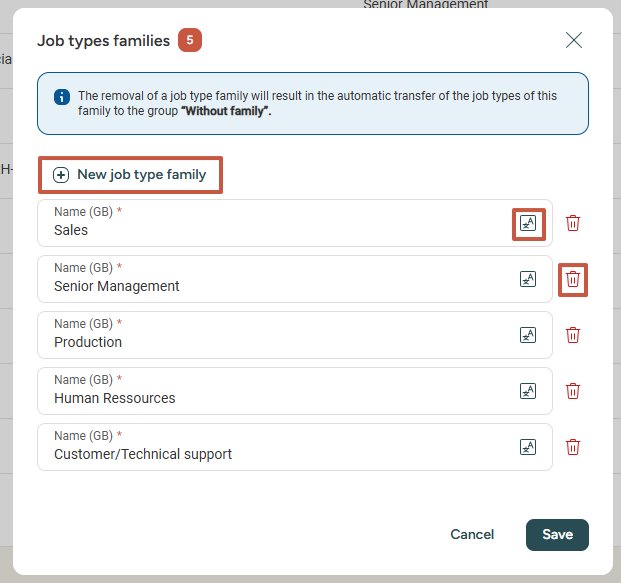 Senior Management
Job types families 5
The removal of a job type family will result in the automatic transfer of the job types of this
family to the group “Without family”.
New job type family
Name (GB) *
Sales
Name (GB) *
Senior Management
Name (GB) *
Production
Name (GB) *
Human Ressources
Name (GB) *
Customer/Technical support
Cancel
Save